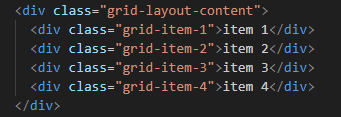 <div class="grid-layout-content">
  <div class="grid-item-1">item 1</div>
  <div class="grid-item-2">item 2</div>
  <div class="grid-item-3">item 3</div>
  <div class="grid-item-4">item 4</div>
</div>